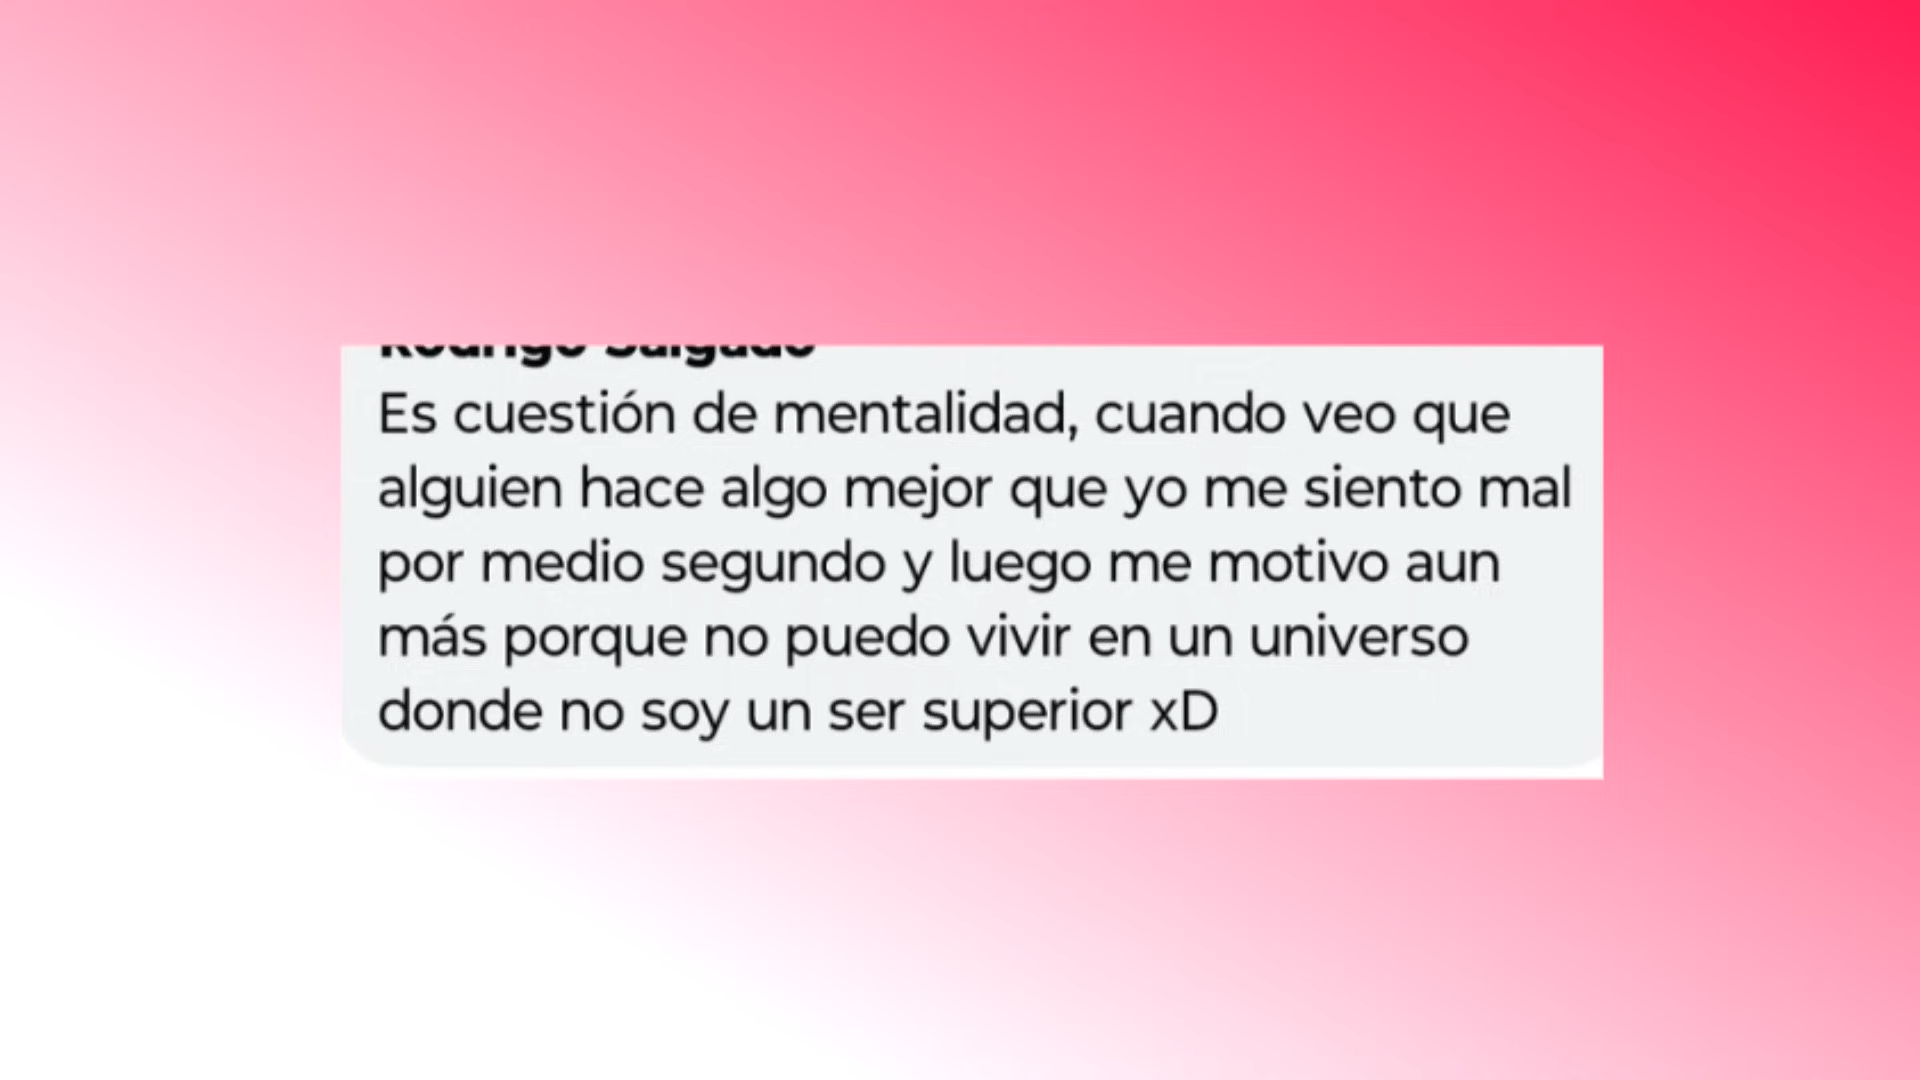 Rodrigo Salgado
Es cuestión de mentalidad, cuando veo que
alguien hace algo mejor que yo me siento mal
por medio segundo y luego me motivo aun
más porque no puedo vivir en un universo
donde no soy un ser superior xD